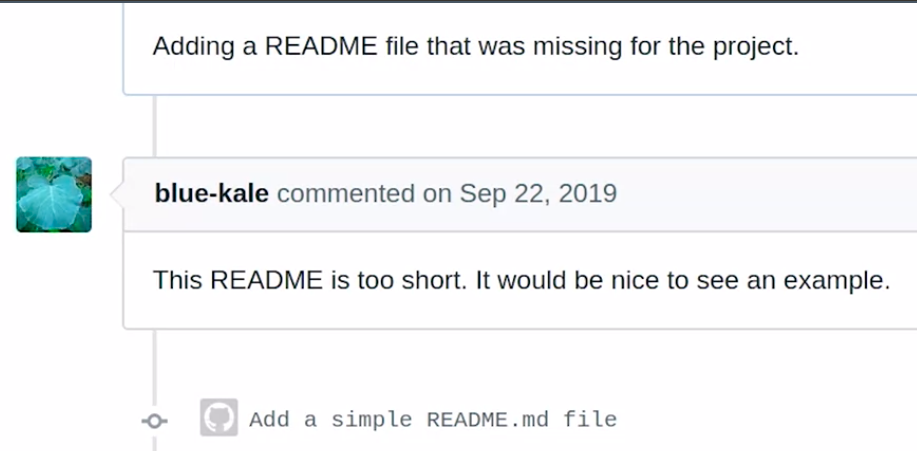 Adding a README file that was missing for the project.
blue-kale commented on Sep 22, 2019
This README is too short. It would be nice to see an example.
Add a simple README.md file